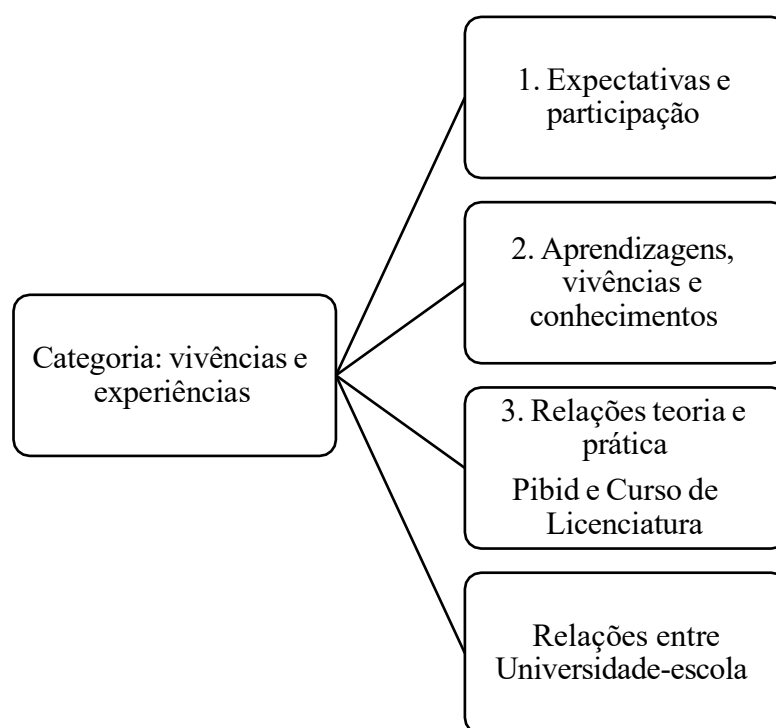 Categoria: vivências e
experiências
1. Expectativas e
participação
2. Aprendizagens,
vivências e
conhecimentos
3. Relações teoria e
prática
Pibid e Curso de
Licenciatura
Relações entre
Universidade-escola